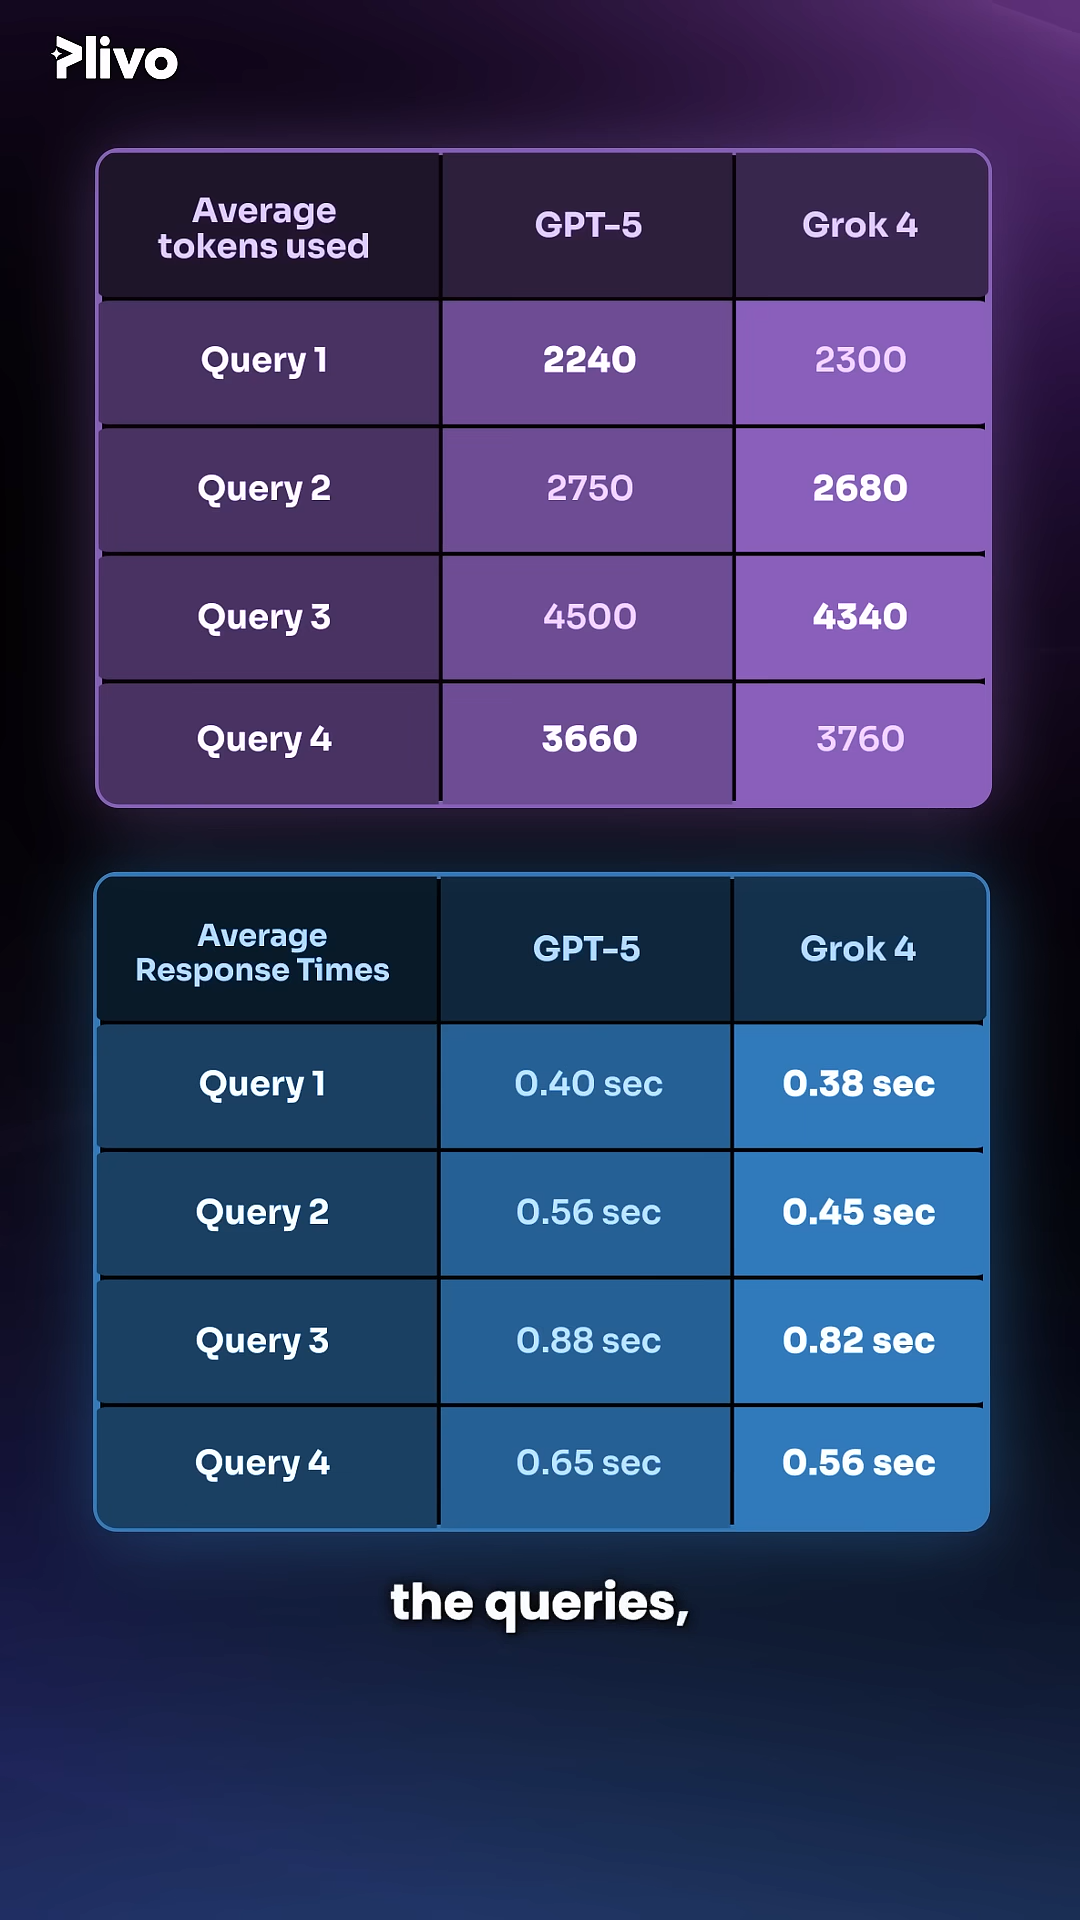 Plivo
Average
tokens used
GPT-5
Grok 4
Query 1
2240
2300
Query 2
2750
2680
Query 3
4500
4340
Query 4
3660
3760
Average
Response Times
GPT-5
Grok 4
Query 1
0.40 sec
0.38 sec
Query 2
0.56 sec
0.45 sec
Query 3
0.88 sec
0.82 sec
Query 4
0.65 sec
0.56 sec
the queries,